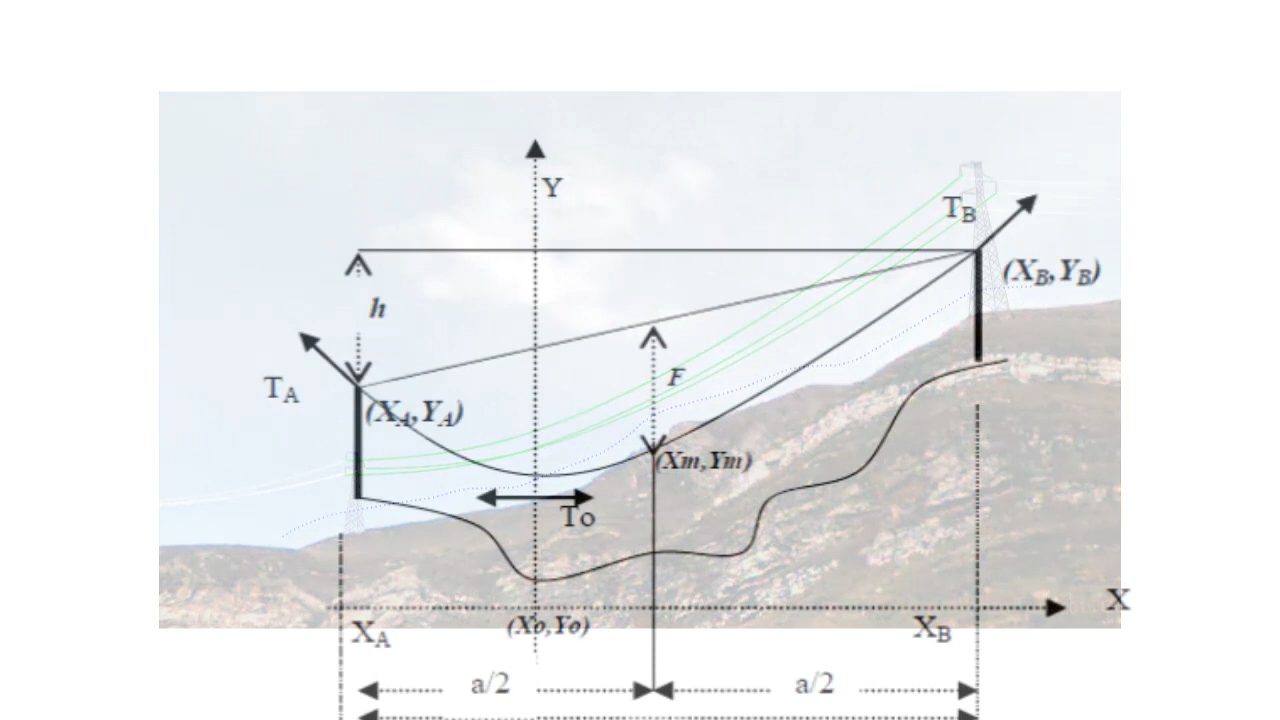 Y
T_B
(X_B,Y_B)
h
T_A
F
(X_A,Y_A)
(Xm,Ym)
To
X
X_A
(Xo,Yo)
X_B
a/2
a/2